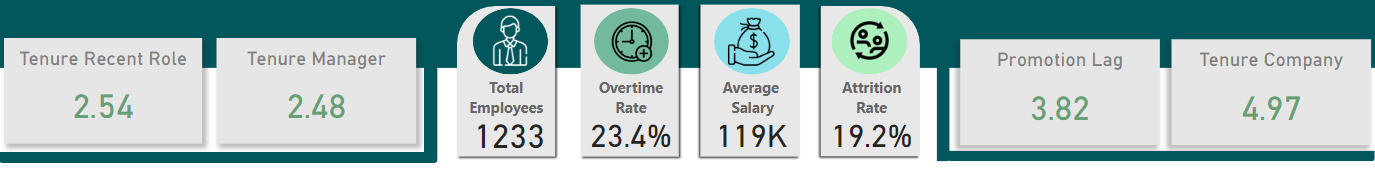 Tenure Recent Role
2.54
Tenure Manager
2.48
Total
Employees
1233
Overtime
Rate
23.4%
$
Average
Salary
119K
Attrition
Rate
19.2%
Promotion Lag
3.82
Tenure Company
4.97